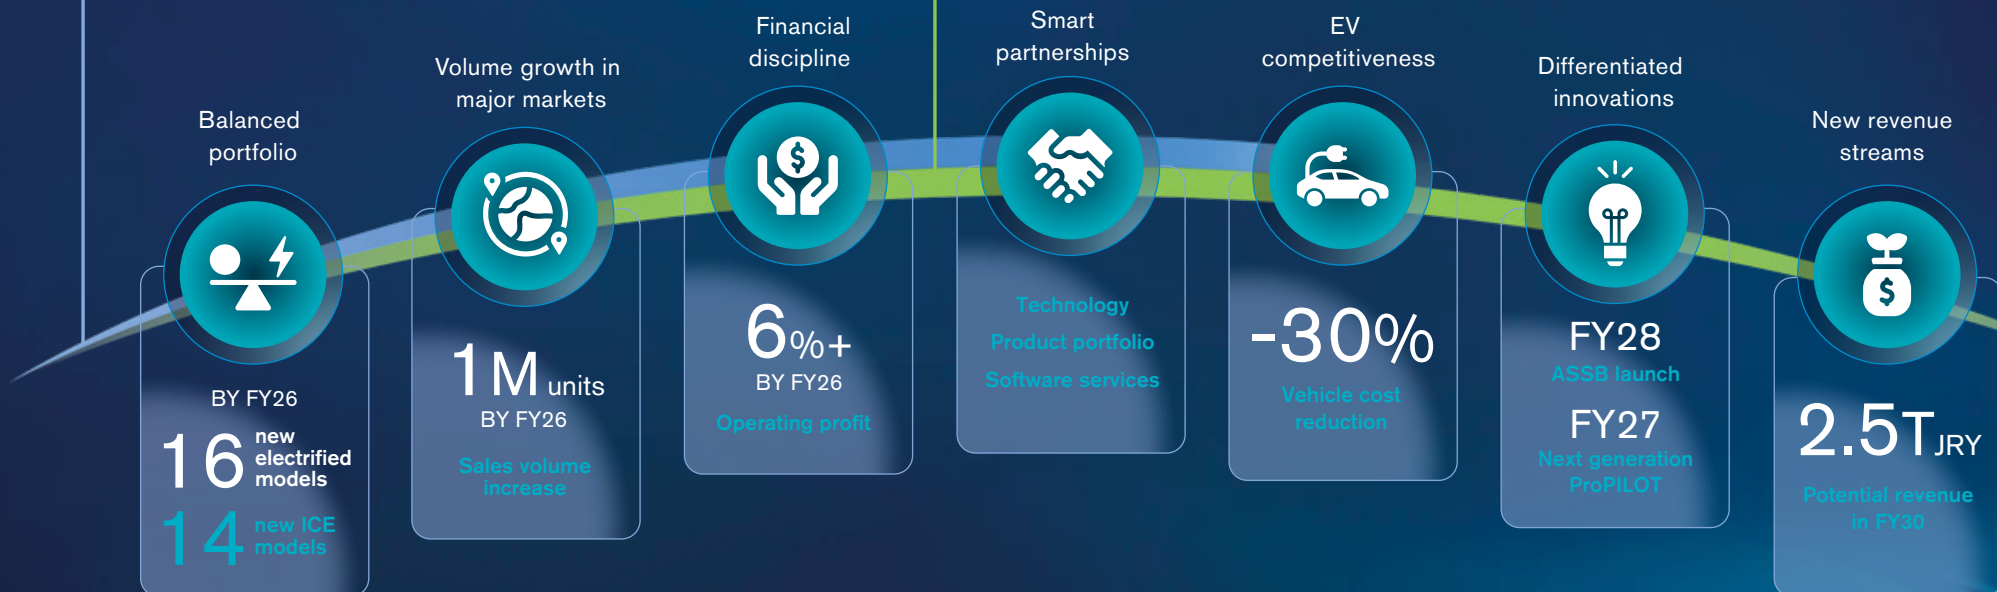 Balanced
portfolio
BY FY26
16 new
electrified
models
14 new ICE
models
Volume growth in
major markets
1M units
BY FY26
Sales volume
increase
Financial
discipline
6%+
BY FY26
Operating profit
Smart
partnerships
Technology
Product portfolio
Software services
EV
competitiveness
-30%
Vehicle cost
reduction
Differentiated
innovations
FY28
ASSB launch
FY27
Next generation
ProPILOT
New revenue
streams
2.5TJRY
Potential revenue
in FY30